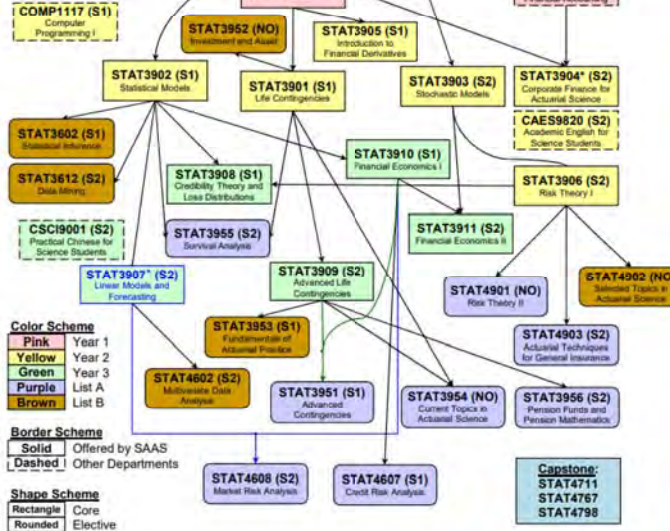 COMP1117 (S1)
Computer
Programming I
STAT3952 (NO)
Investment and Asset
STAT3905 (S1)
Introduction to
Financial Derivatives
STAT3902 (S1)
Statistical Models
STAT3901 (S1)
Life Contingencies
STAT3903 (S2)
Stochastic Models
STAT3904* (S2)
Corporate Finance for
Actuarial Science
CAES9820 (S2)
Academic English for
Science Students
STAT3602 (S1)
Statistical Inference
STAT3910 (S1)
Financial Economics I
STAT3612 (S2)
Data Mining
STAT3908 (S1)
Credibility Theory and
Loss Distributions
STAT3906 (S2)
Risk Theory I
CSCI9001 (S2)
Practical Chinese for
Science Students
STAT3955 (S2)
Survival Analysis
STAT3911 (S2)
Financial Economics II
STAT3907^ (S2)
Linear Models and
Forecasting
STAT3909 (S2)
Advanced Life
Contingencies
STAT4901 (NO)
Risk Theory II
STAT4902 (NO
Selected Topics in
Actuarial Science
STAT3953 (S1)
Fundamentals of
Actuarial Practice
STAT4903 (S2)
Actuarial Techniques
for General Insurance
Color Scheme
Pink Year 1
Yellow Year 2
Green Year 3
Purple List A
Brown List B
STAT4602 (S2)
Multivariate Data
Analysis
STAT3951 (S1)
Advanced
Contingencies
STAT3954 (NO)
Current Topics in
Actuarial Science
STAT3956 (S2)
Pension Funds and
Pension Mathematics
Border Scheme
Solid Offered by SAAS
Dashed Other Departments
STAT4608 (S2)
Market Risk Analysis
STAT4607 (S1)
Credit Risk Analysis
Capstone:
STAT4711
STAT4767
STAT4798
Shape Scheme
Rectangle Core
Rounded Elective